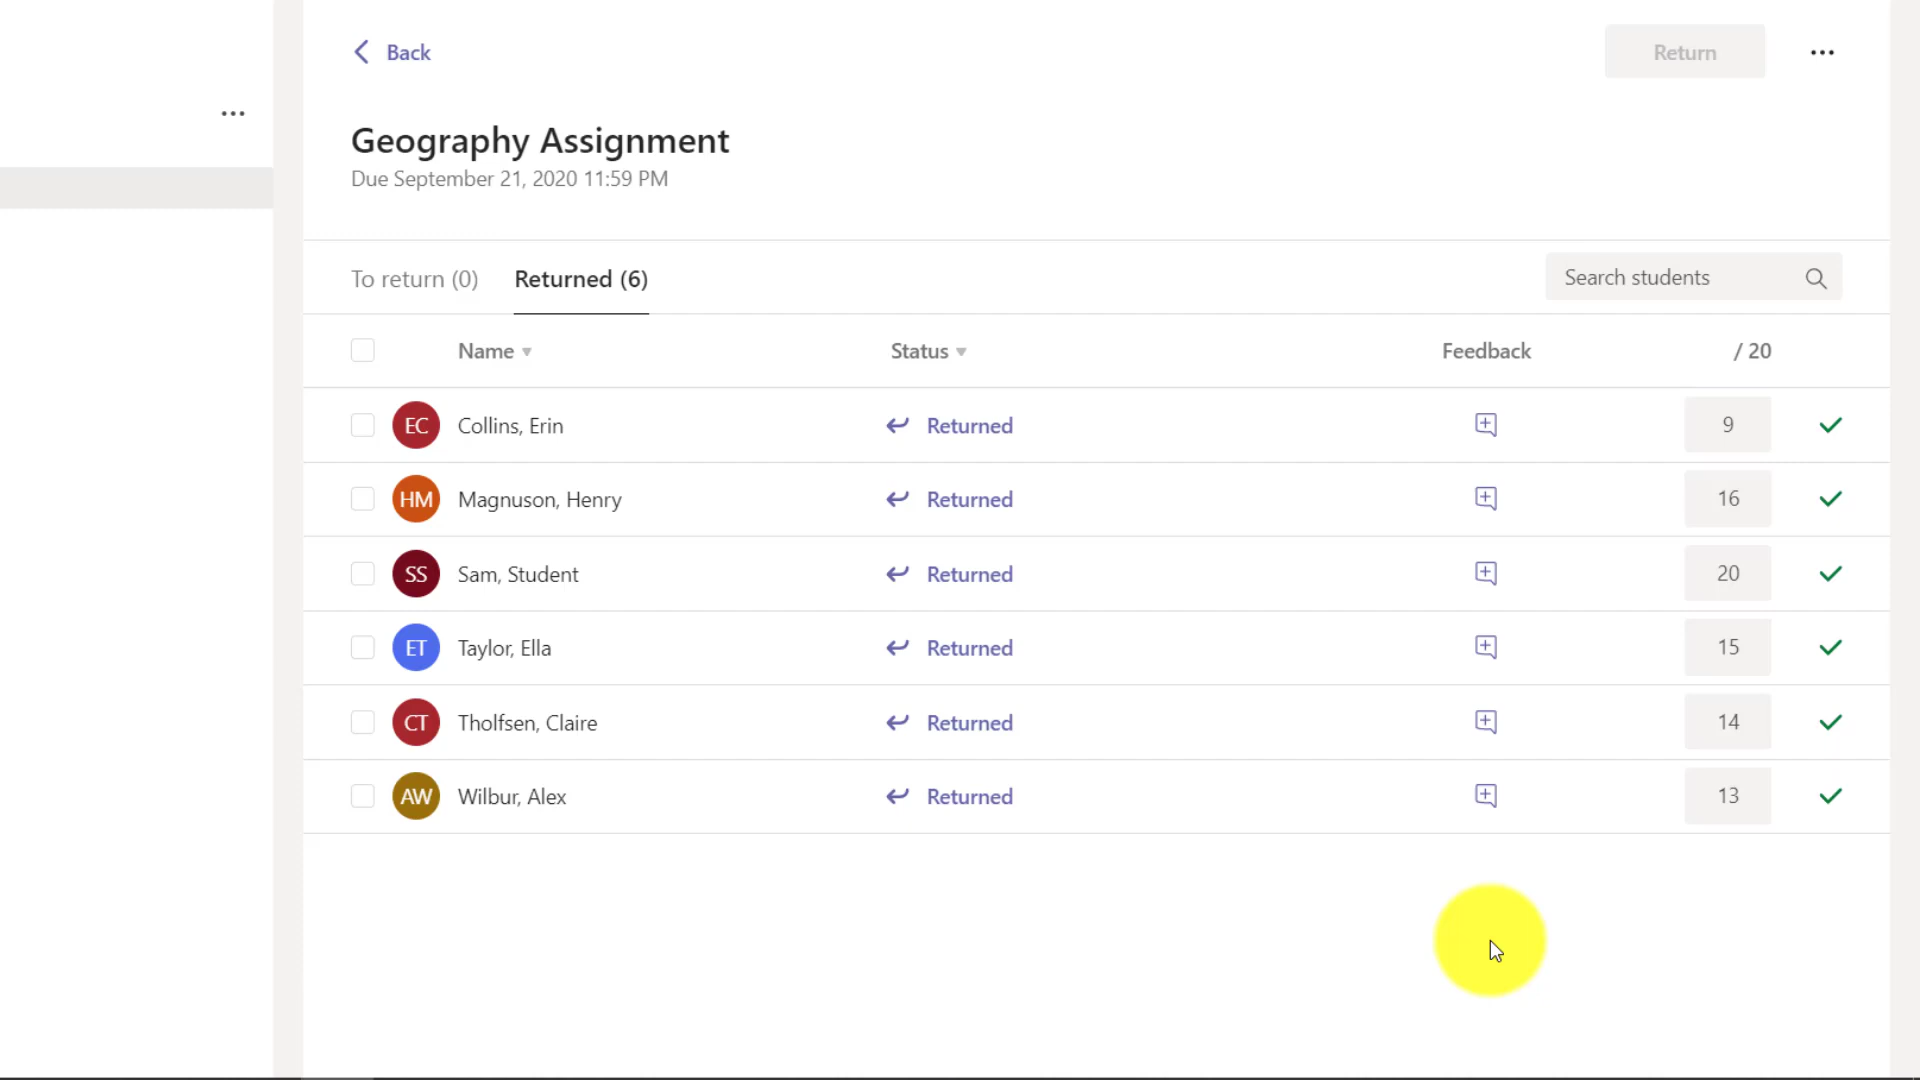 Back
Return
Geography Assignment
Due September 21, 2020 11:59 PM
To return (0) Returned (6)
Search students
Name Status Feedback / 20
EC Collins, Erin Returned 9
HM Magnuson, Henry Returned 16
SS Sam, Student Returned 20
ET Taylor, Ella Returned 15
CT Tholfsen, Claire Returned 14
AW Wilbur, Alex Returned 13